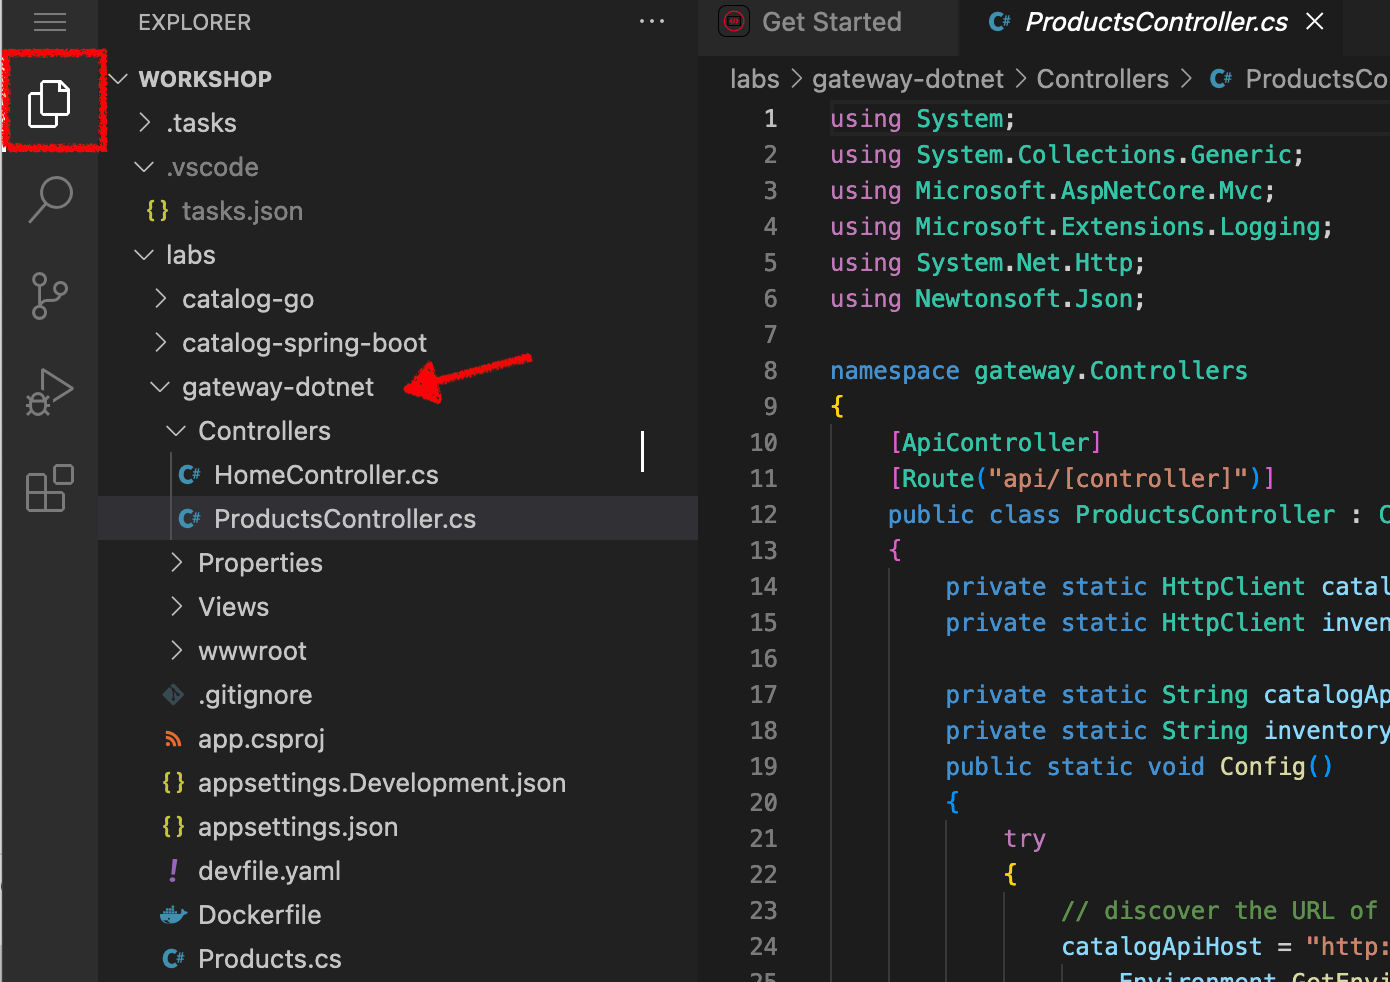 EXPLORER
WORKSHOP
.tasks
.vscode
{} tasks.json
labs
catalog-go
catalog-spring-boot
gateway-dotnet
Controllers
C# HomeController.cs
C# ProductsController.cs
Properties
Views
wwwroot
.gitignore
app.csproj
{} appsettings.Development.json
{} appsettings.json
! devfile.yaml
Dockerfile
C# Products.cs
Get Started
C# ProductsController.cs
labs > gateway-dotnet > Controllers > C# ProductsCo
1 using System;
2 using System.Collections.Generic;
3 using Microsoft.AspNetCore.Mvc;
4 using Microsoft.Extensions.Logging;
5 using System.Net.Http;
6 using Newtonsoft.Json;
7
8 namespace gateway.Controllers
9 {
10 [ApiController]
11 [Route("api/[controller]")]
12 public class ProductsController : C
13 {
14 private static HttpClient catal
15 private static HttpClient inven
16
17 private static String catalogAp
18 private static String inventory
19 public static void Config()
20 {
21 try
22 {
23 // discover the URL of
24 catalogApiHost = "http:
25 Environment.GetEnvi